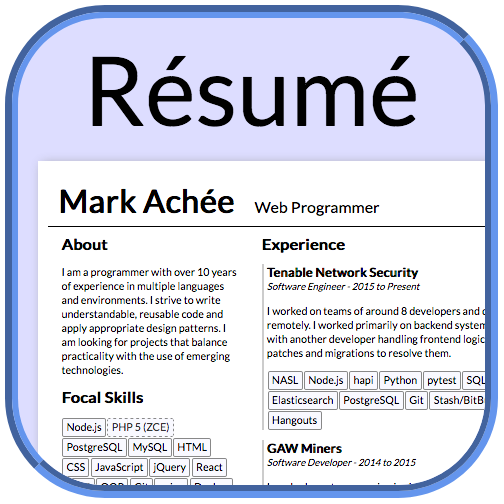 Résumé
Mark Achée Web Programmer
About
I am a programmer with over 10 years
of experience in multiple languages
and environments. I strive to write
understandable, reusable code and
apply appropriate design patterns. I
am looking for projects that balance
practicality with the use of emerging
technologies.
Focal Skills
Node.js PHP 5 (ZCE)
PostgreSQL MySQL HTML
CSS JavaScript jQuery React
Experience
Tenable Network Security
Software Engineer - 2015 to Present
I worked on teams of around 8 developers and
remotely. I worked primarily on backend system
with another developer handling frontend logic
patches and migrations to resolve them.
NASL Node.js hapi Python pytest SQL
Elasticsearch PostgreSQL Git Stash/BitBu
Hangouts
GAW Miners
Software Developer - 2014 to 2015